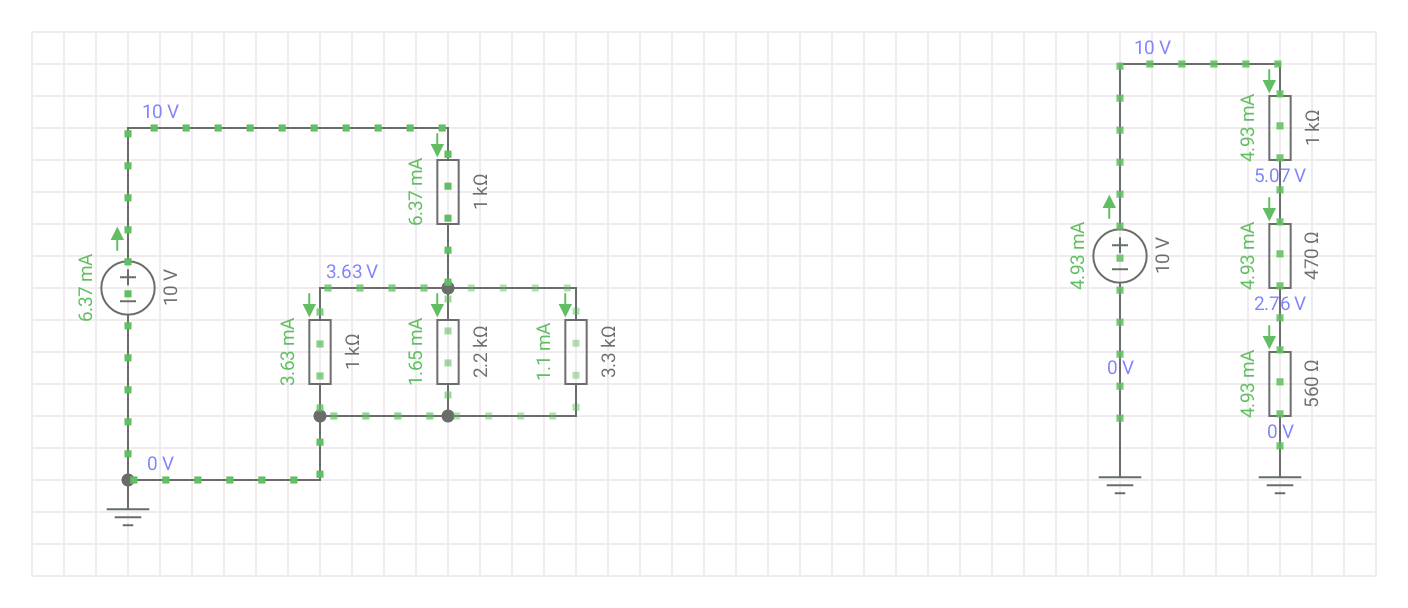 10 V
6.37 mA
1 kΩ
3.63 V
6.37 mA
10 V
3.63 mA
1 kΩ
1.65 mA
2.2 kΩ
1.1 mA
3.3 kΩ
0 V
10 V
4.93 mA
1 kΩ
5.07 V
4.93 mA
10 V
4.93 mA
470 Ω
2.76 V
0 V
4.93 mA
560 Ω
0 V